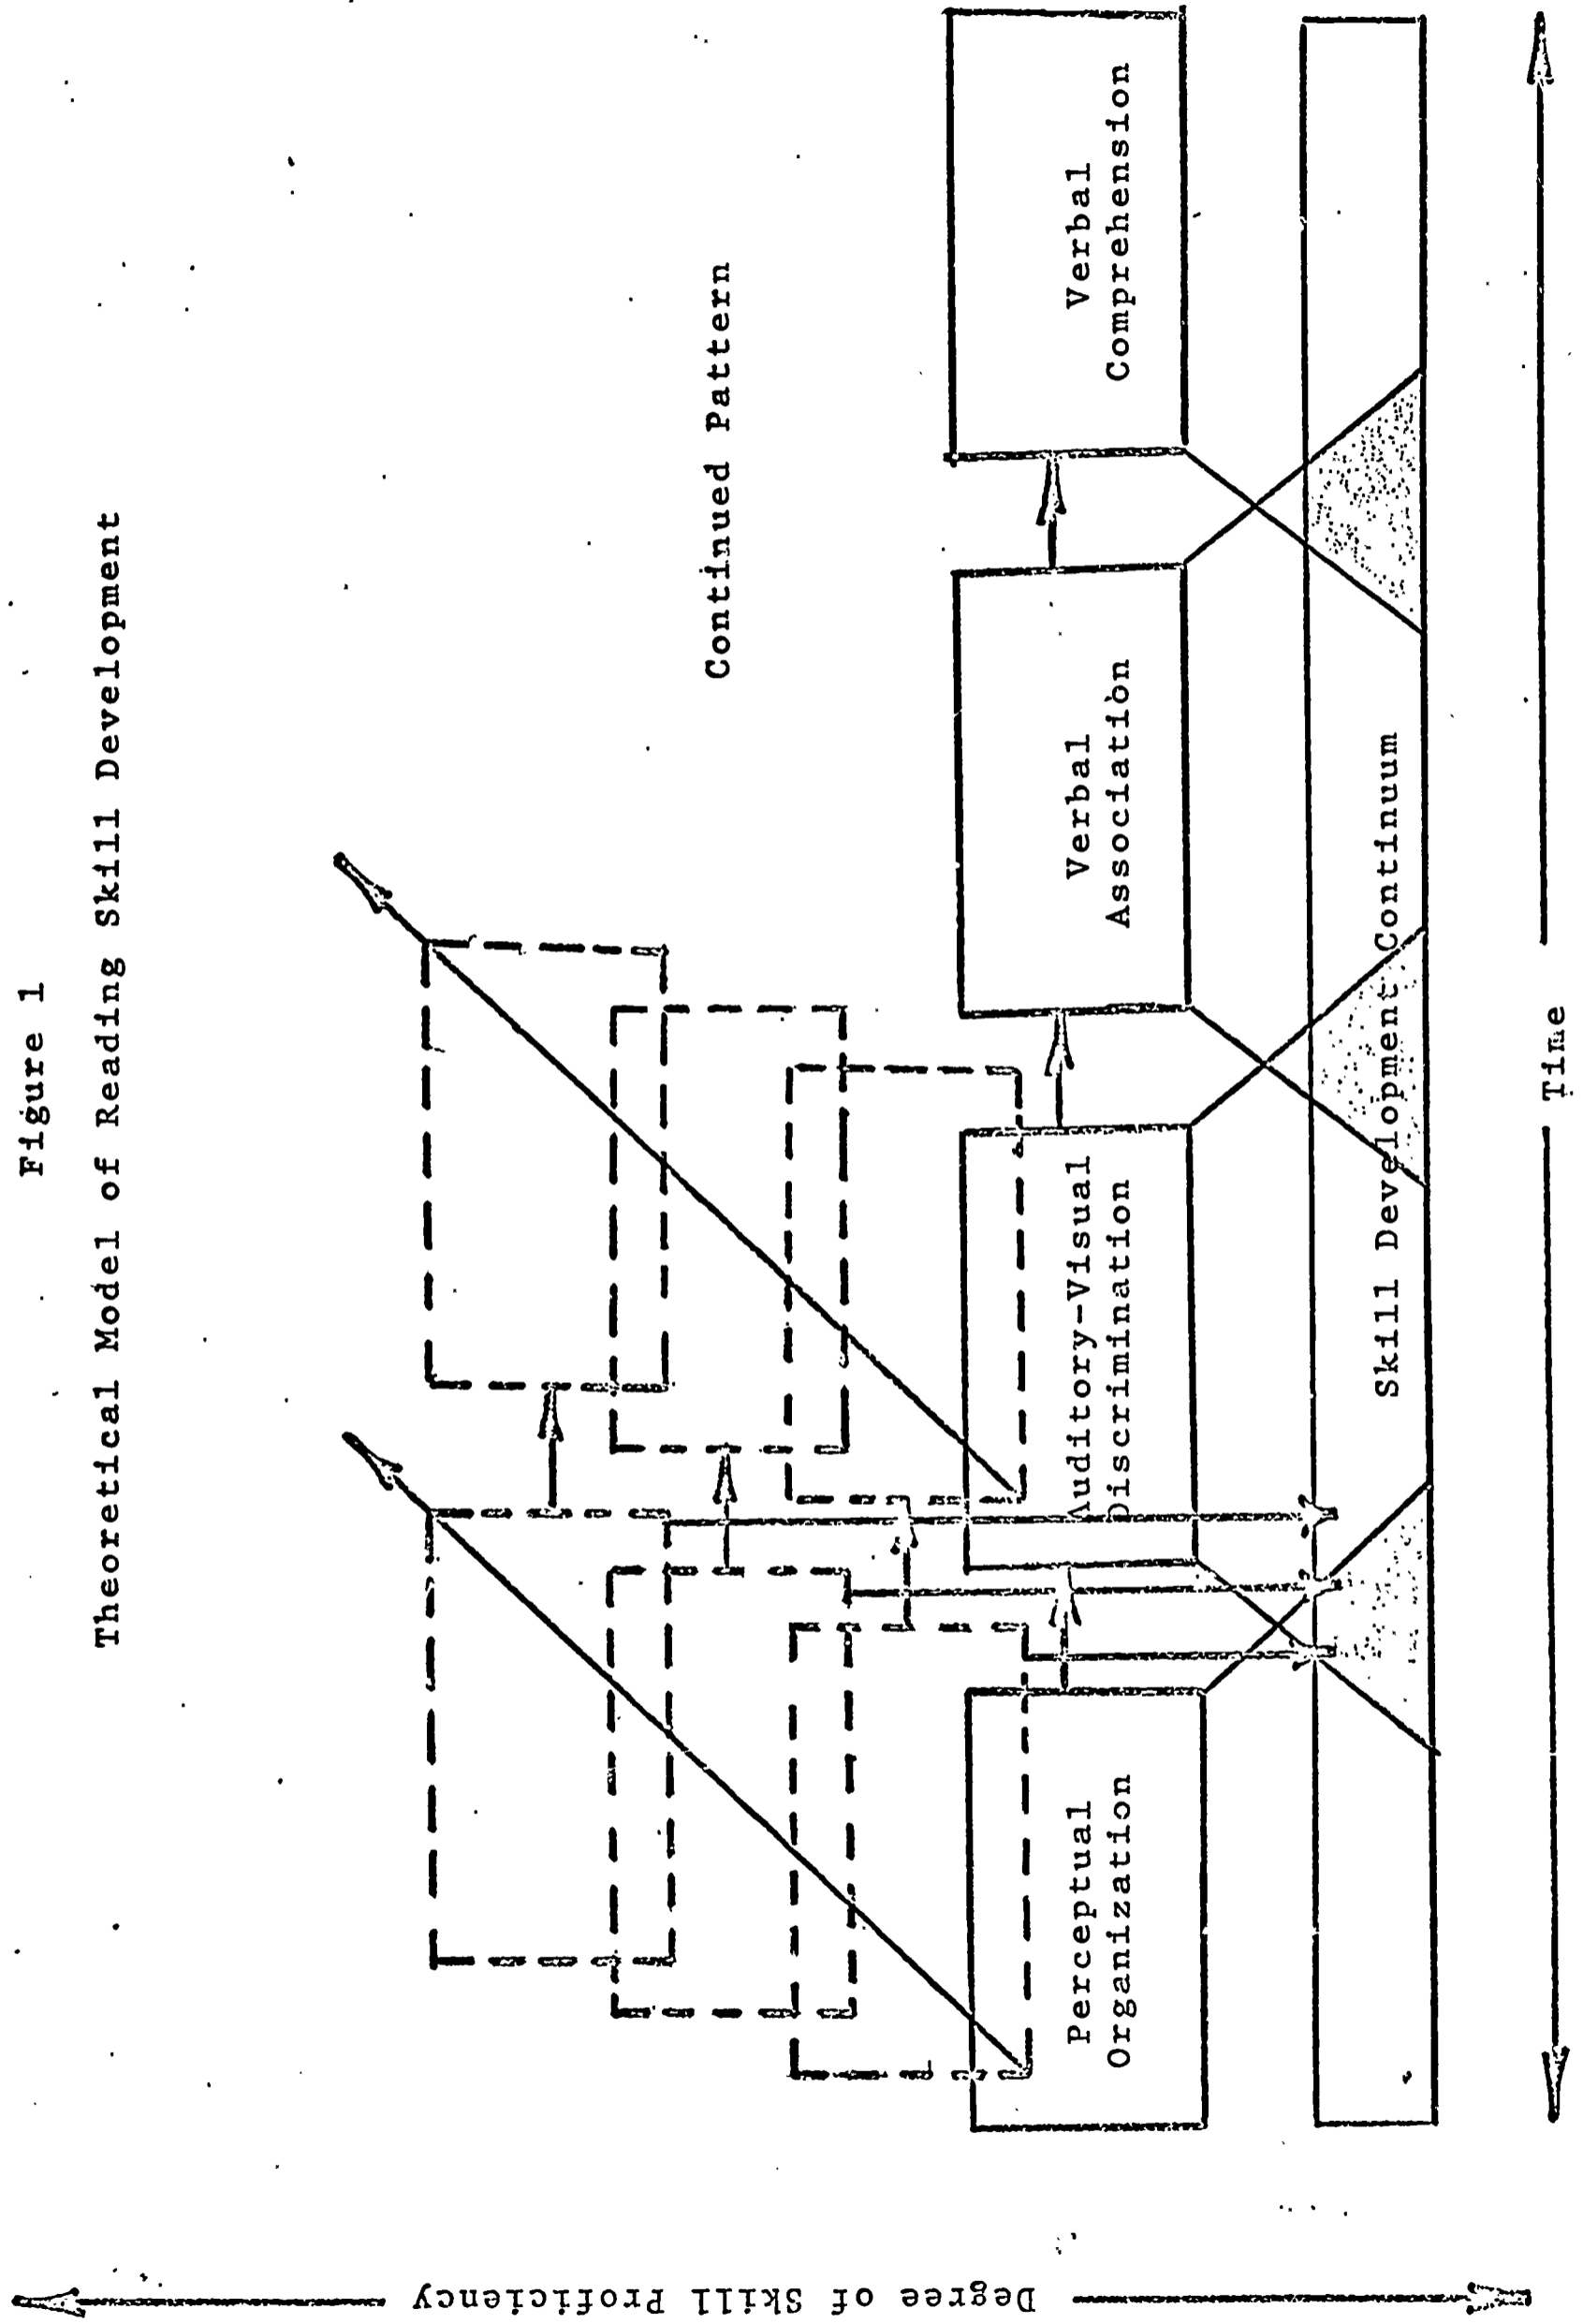 Figure 1
Theoretical Model of Reading Skill Development
Continued Pattern
Degree of Skill Proficiency
Perceptual
Organization
Auditory-Visual
Discrimination
Verbal
Association
Verbal
Comprehension
Skill Development Continuum
Time